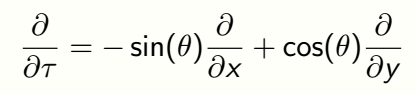 ∂/∂τ = − sin(θ) ∂/∂x + cos(θ) ∂/∂y